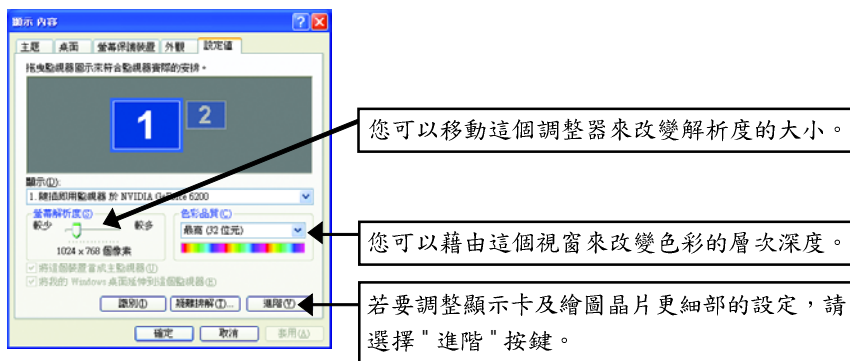 顯示 內容
主題 桌面 螢幕保護裝置 外觀 設定值
拖曳監視器圖示來符合監視器實際的安排。
1 2
您可以移動這個調整器來改變解析度的大小。
顯示(D):
1. 隨插即用監視器 於 NVIDIA GeForce 6200
螢幕解析度(S)
較少 較多
1024 x 768 個像素
色彩品質(C)
最高 (32 位元)
您可以藉由這個視窗來改變色彩的層次深度。
將這個裝置當成主監視器(U)
將我的 Windows 桌面延伸到這個監視器(E)
識別(I) 疑難排解(T)... 進階(V)
若要調整顯示卡及繪圖晶片更細部的設定，請
選擇 " 進階 " 按鍵。
確定 取消 套用(A)